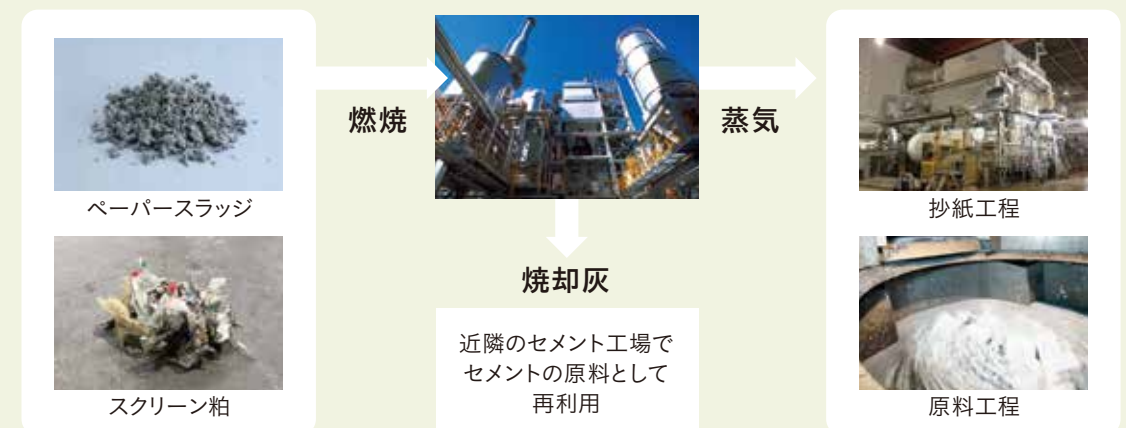 ペーパースラッジ
スクリーン粕
燃焼
焼却灰
近隣のセメント工場で
セメントの原料として
再利用
蒸気
抄紙工程
原料工程